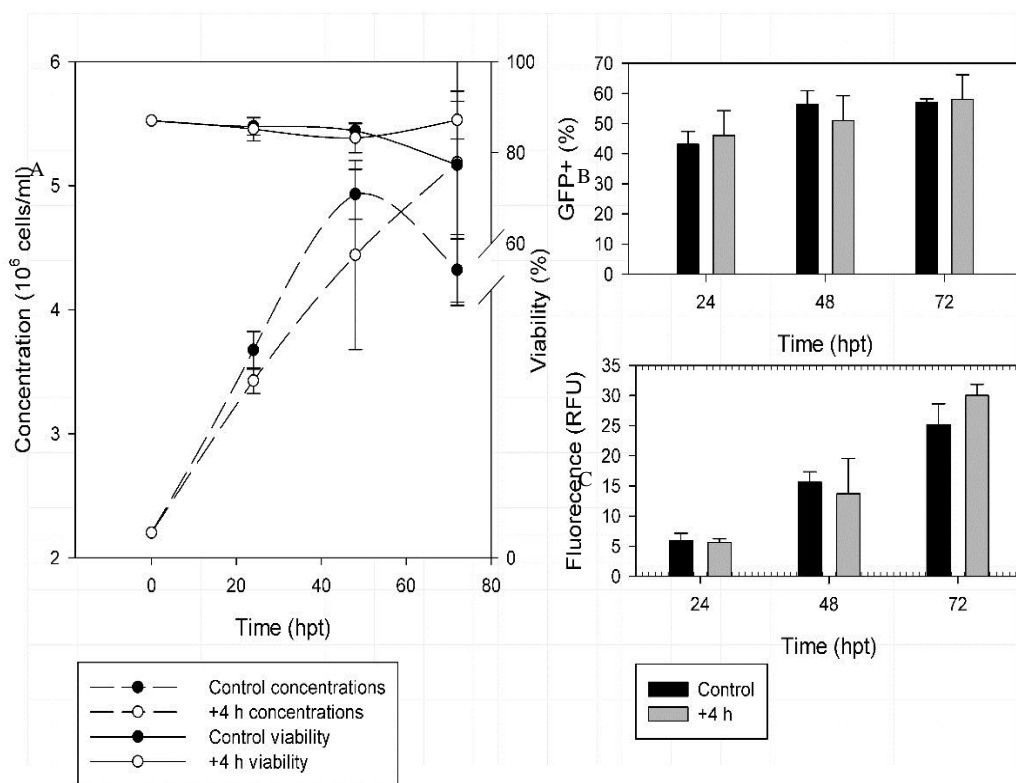 A
Concentration (10⁶ cells/ml)
6
5
4
3
2
100
80
60
0
Viability (%)
0 20 40 60 80
Time (hpt)
Control concentrations
+4 h concentrations
Control viability
+4 h viability
B
GFP+ (%)
70
60
50
40
30
20
10
0
24 48 72
Time (hpt)
C
Fluorecence (RFU)
35
30
25
20
15
10
5
0
24 48 72
Time (hpt)
Control
+4 h